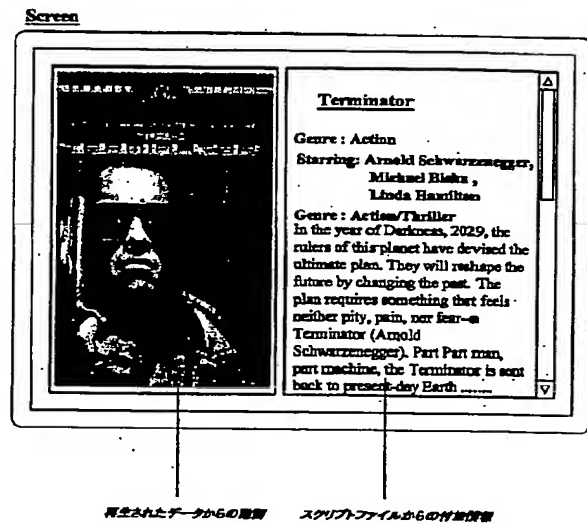 Screen
Terminator
Genre : Action
Starring: Arnold Schwarzenegger,
Michael Biehn ,
Linda Hamilton
Genre : Action/Thriller
In the year of Darkness, 2029, the
rulers of this planet have devised the
ultimate plan. They will reshape the
future by changing the past. The
plan requires something that feels
neither pity, pain, nor fear--a
Terminator (Arnold
Schwarzenegger). Part Part man,
part machine, the Terminator is sent
back to present-day Earth ........
再生されたデータからの
スクリプトファイルからの付加情報